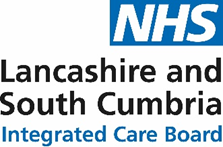 NHS
Lancashire and
South Cumbria
Integrated Care Board